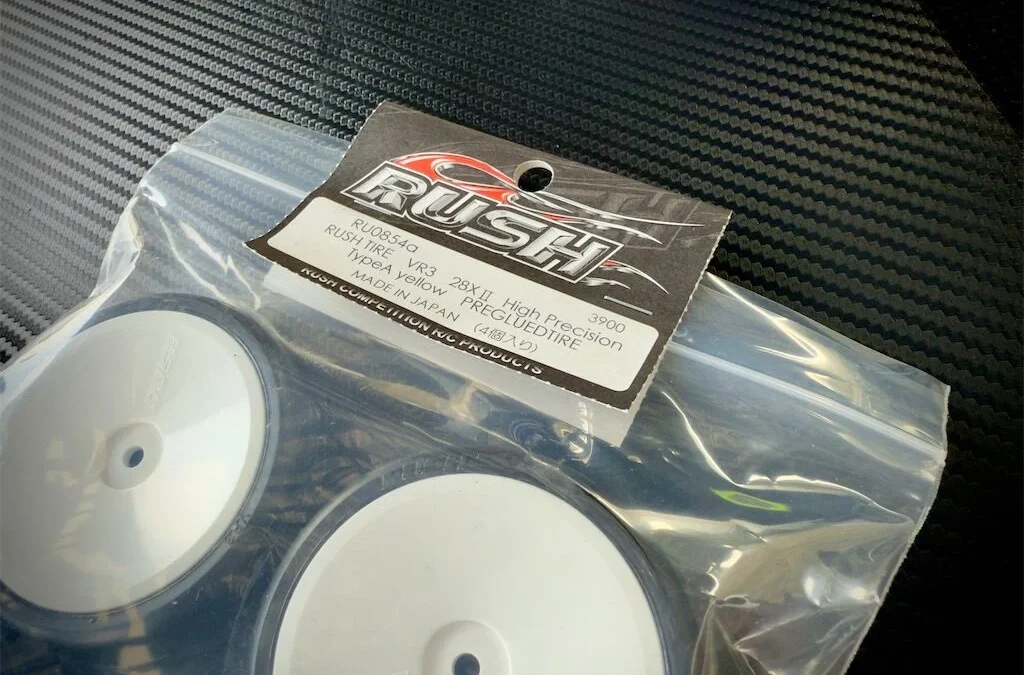 RUSH
RU0854a 3900
RUSH TIRE VR3 28XⅡ High Precision
TypeA yellow PREGLUEDTIRE
MADE IN JAPAN (4個入り)
RUSH COMPETITION R/C PRODUCTS